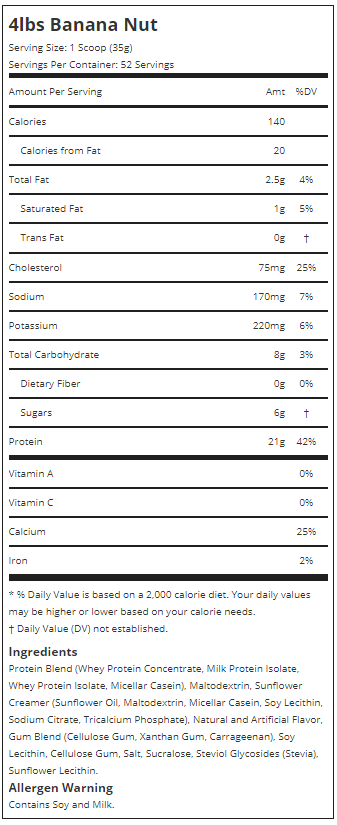 4lbs Banana Nut
Serving Size: 1 Scoop (35g)
Servings Per Container: 52 Servings
Amount Per Serving Amt %DV
Calories 140
Calories from Fat 20
Total Fat 2.5g 4%
Saturated Fat 1g 5%
Trans Fat 0g †
Cholesterol 75mg 25%
Sodium 170mg 7%
Potassium 220mg 6%
Total Carbohydrate 8g 3%
Dietary Fiber 0g 0%
Sugars 6g †
Protein 21g 42%
Vitamin A 0%
Vitamin C 0%
Calcium 25%
Iron 2%
* % Daily Value is based on a 2,000 calorie diet. Your daily values
may be higher or lower based on your calorie needs.
† Daily Value (DV) not established.
Ingredients
Protein Blend (Whey Protein Concentrate, Milk Protein Isolate,
Whey Protein Isolate, Micellar Casein), Maltodextrin, Sunflower
Creamer (Sunflower Oil, Maltodextrin, Micellar Casein, Soy Lecithin,
Sodium Citrate, Tricalcium Phosphate), Natural and Artificial Flavor,
Gum Blend (Cellulose Gum, Xanthan Gum, Carrageenan), Soy
Lecithin, Cellulose Gum, Salt, Sucralose, Steviol Glycosides (Stevia),
Sunflower Lecithin.
Allergen Warning
Contains Soy and Milk.